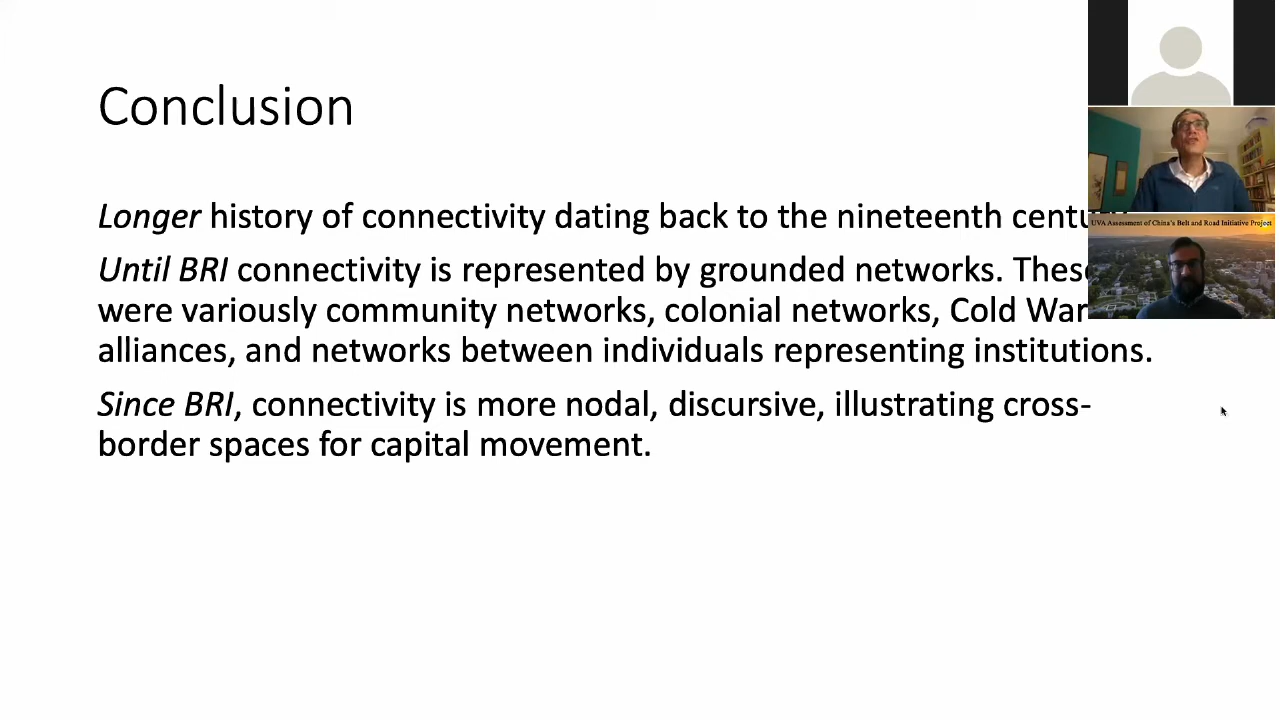 Conclusion
Longer history of connectivity dating back to the nineteenth
Until BRI connectivity is represented by grounded networks. These
were variously community networks, colonial networks, Cold War
alliances, and networks between individuals representing institutions.
Since BRI, connectivity is more nodal, discursive, illustrating cross-
border spaces for capital movement.
UVA Assessment of China's Belt and Road Initiative Project